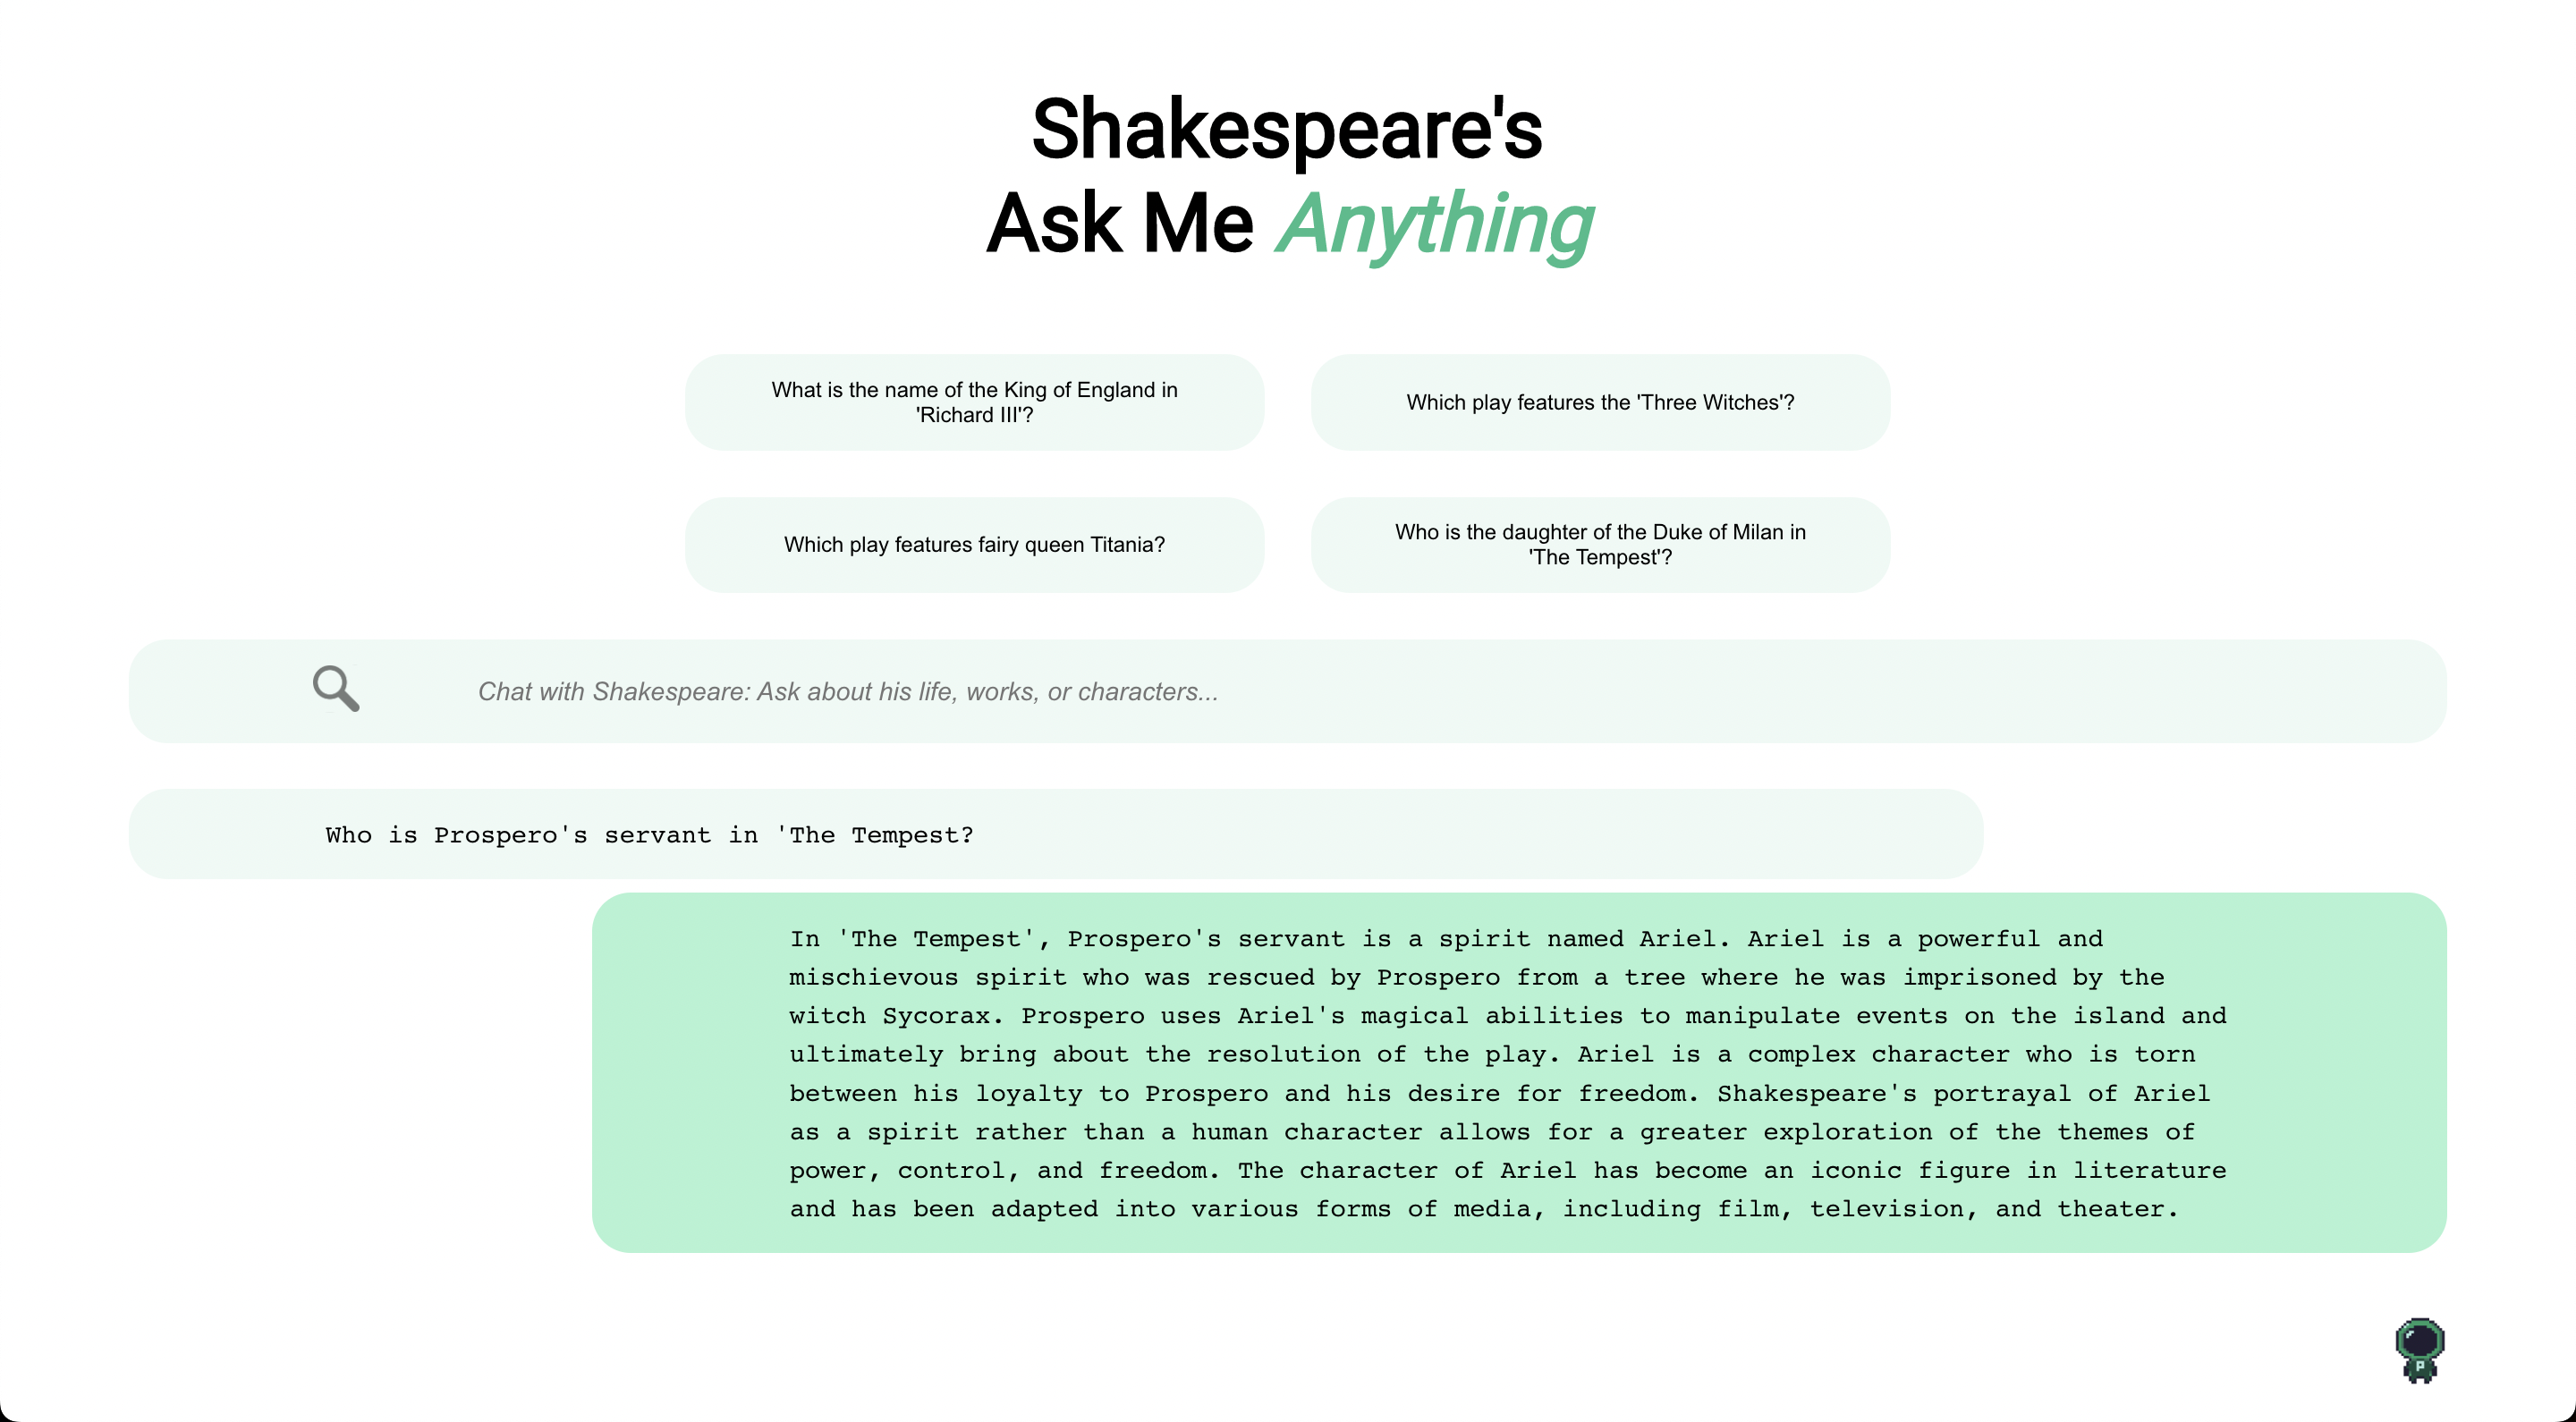 Shakespeare's
Ask Me Anything
What is the name of the King of England in
'Richard III'?
Which play features the 'Three Witches'?
Which play features fairy queen Titania?
Who is the daughter of the Duke of Milan in
'The Tempest'?
Chat with Shakespeare: Ask about his life, works, or characters...
Who is Prospero's servant in 'The Tempest?
In 'The Tempest', Prospero's servant is a spirit named Ariel. Ariel is a powerful and
mischievous spirit who was rescued by Prospero from a tree where he was imprisoned by the
witch Sycorax. Prospero uses Ariel's magical abilities to manipulate events on the island and
ultimately bring about the resolution of the play. Ariel is a complex character who is torn
between his loyalty to Prospero and his desire for freedom. Shakespeare's portrayal of Ariel
as a spirit rather than a human character allows for a greater exploration of the themes of
power, control, and freedom. The character of Ariel has become an iconic figure in literature
and has been adapted into various forms of media, including film, television, and theater.
P